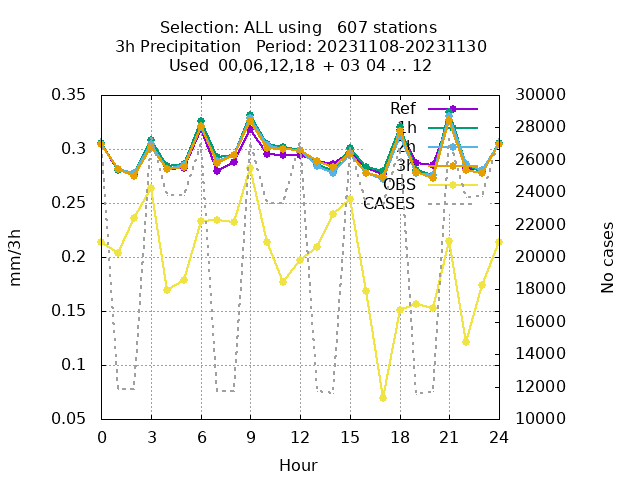 Selection: ALL using   607 stations
3h Precipitation   Period: 20231108-20231130
Used  00,06,12,18  + 03 04 ... 12
0.35
0.3
0.25
0.2
0.15
0.1
0.05
mm/3h
30000
28000
26000
24000
22000
20000
18000
16000
14000
12000
10000
No cases
Ref
1h
2h
3h
OBS
CASES
0 3 6 9 12 15 18 21 24
Hour